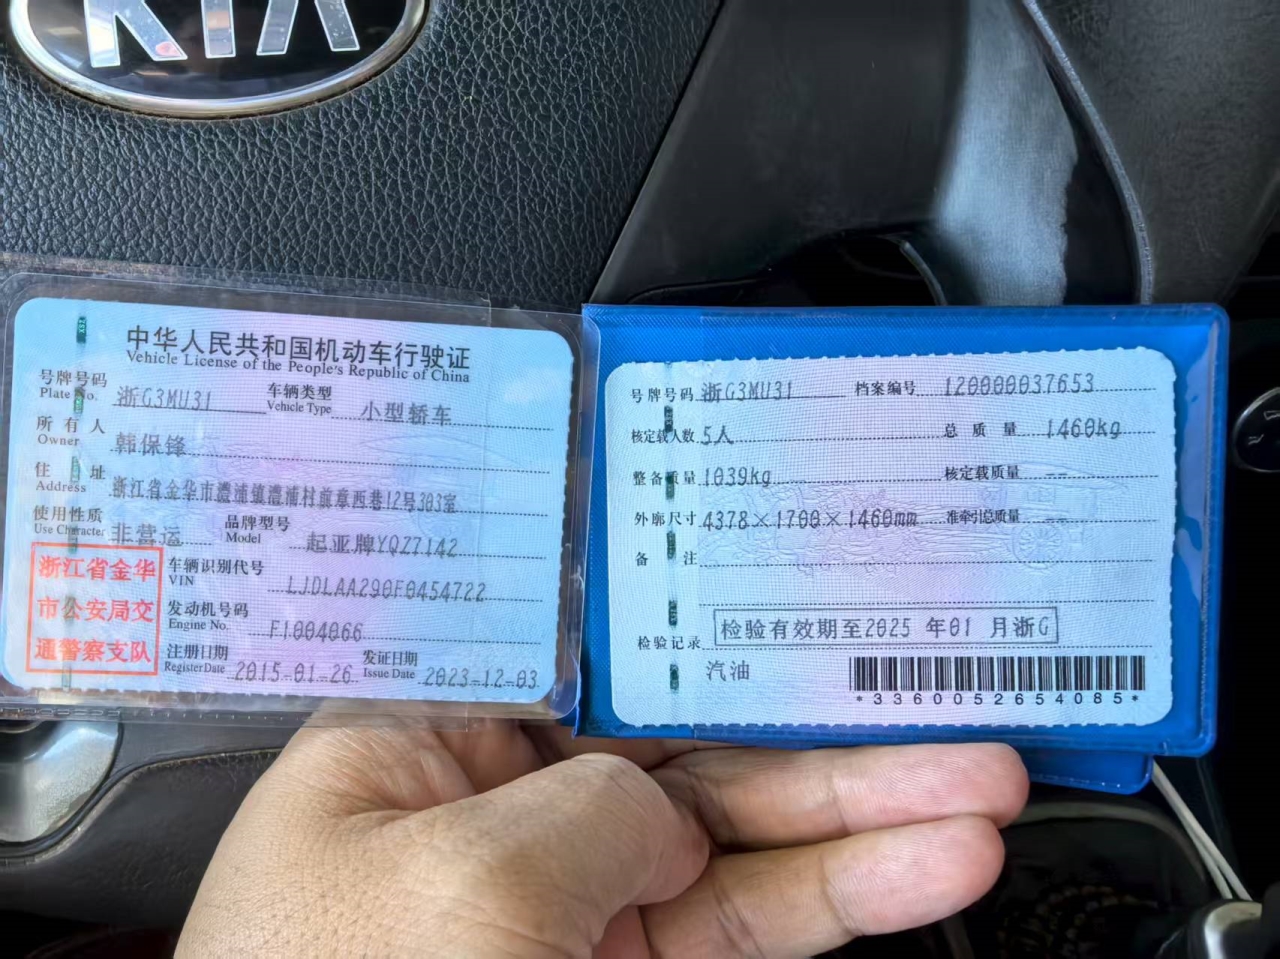 KIA
中华人民共和国机动车行驶证
Vehicle License of the People's Republic of China
号牌号码 浙G3MU31 车辆类型 小型轿车
Plate No. Vehicle Type
所有人 韩保锋
Owner
住址 浙江省金华市澧浦镇澧浦村前章西巷12号303室
Address
使用性质 非营运 品牌型号 起亚牌YQZ7142
Use Character Model
浙江省金华
市公安局交
通警察支队
车辆识别代号 LJDLAA290F0454722
VIN
发动机号码 F1004066
Engine No.
注册日期 2015-01-26 发证日期 2023-12-03
Register Date Issue Date
号牌号码 浙G3MU31 档案编号 120000037653
核定载人数 5人 总质量 1460kg
整备质量 1039kg 核定载质量 --
外廓尺寸 4378×1700×1460mm 准牵引总质量 --
备注
检验记录 检验有效期至2025 年01 月浙G
汽油
*3360052654085*